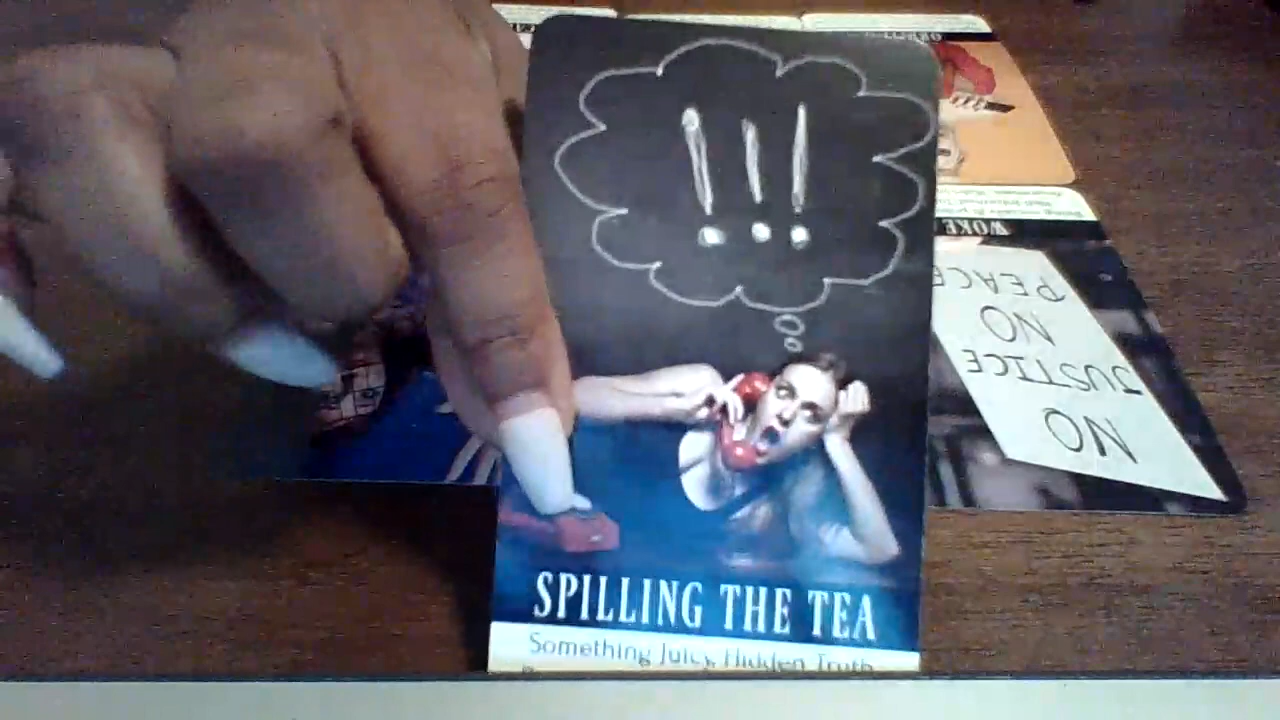 !!!
SPILLING THE TEA
Something Juicy, Hidden Truth
WOKE
NO
JUSTICE
NO
PEACE